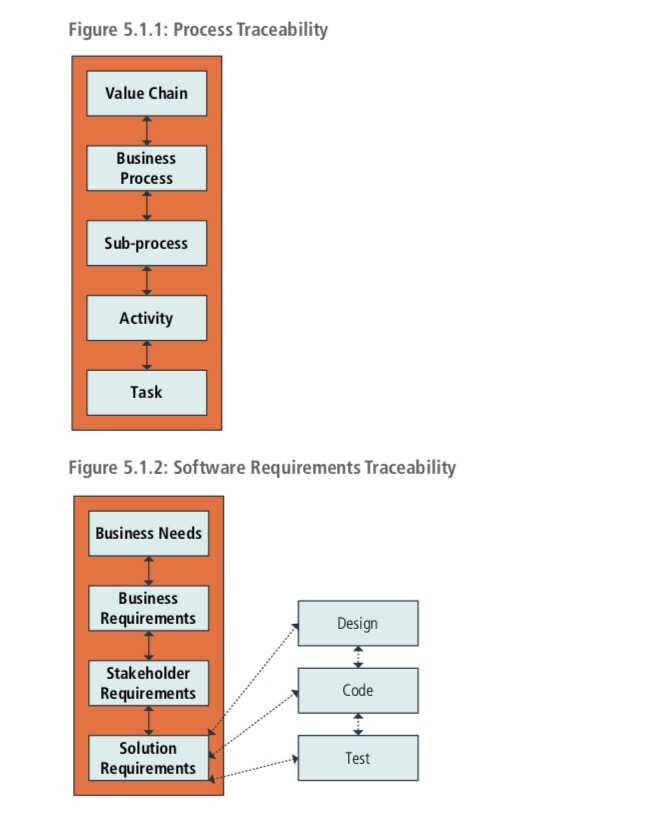 Figure 5.1.1: Process Traceability
Value Chain
Business
Process
Sub-process
Activity
Task
Figure 5.1.2: Software Requirements Traceability
Business Needs
Business
Requirements
Stakeholder
Requirements
Solution
Requirements
Design
Code
Test